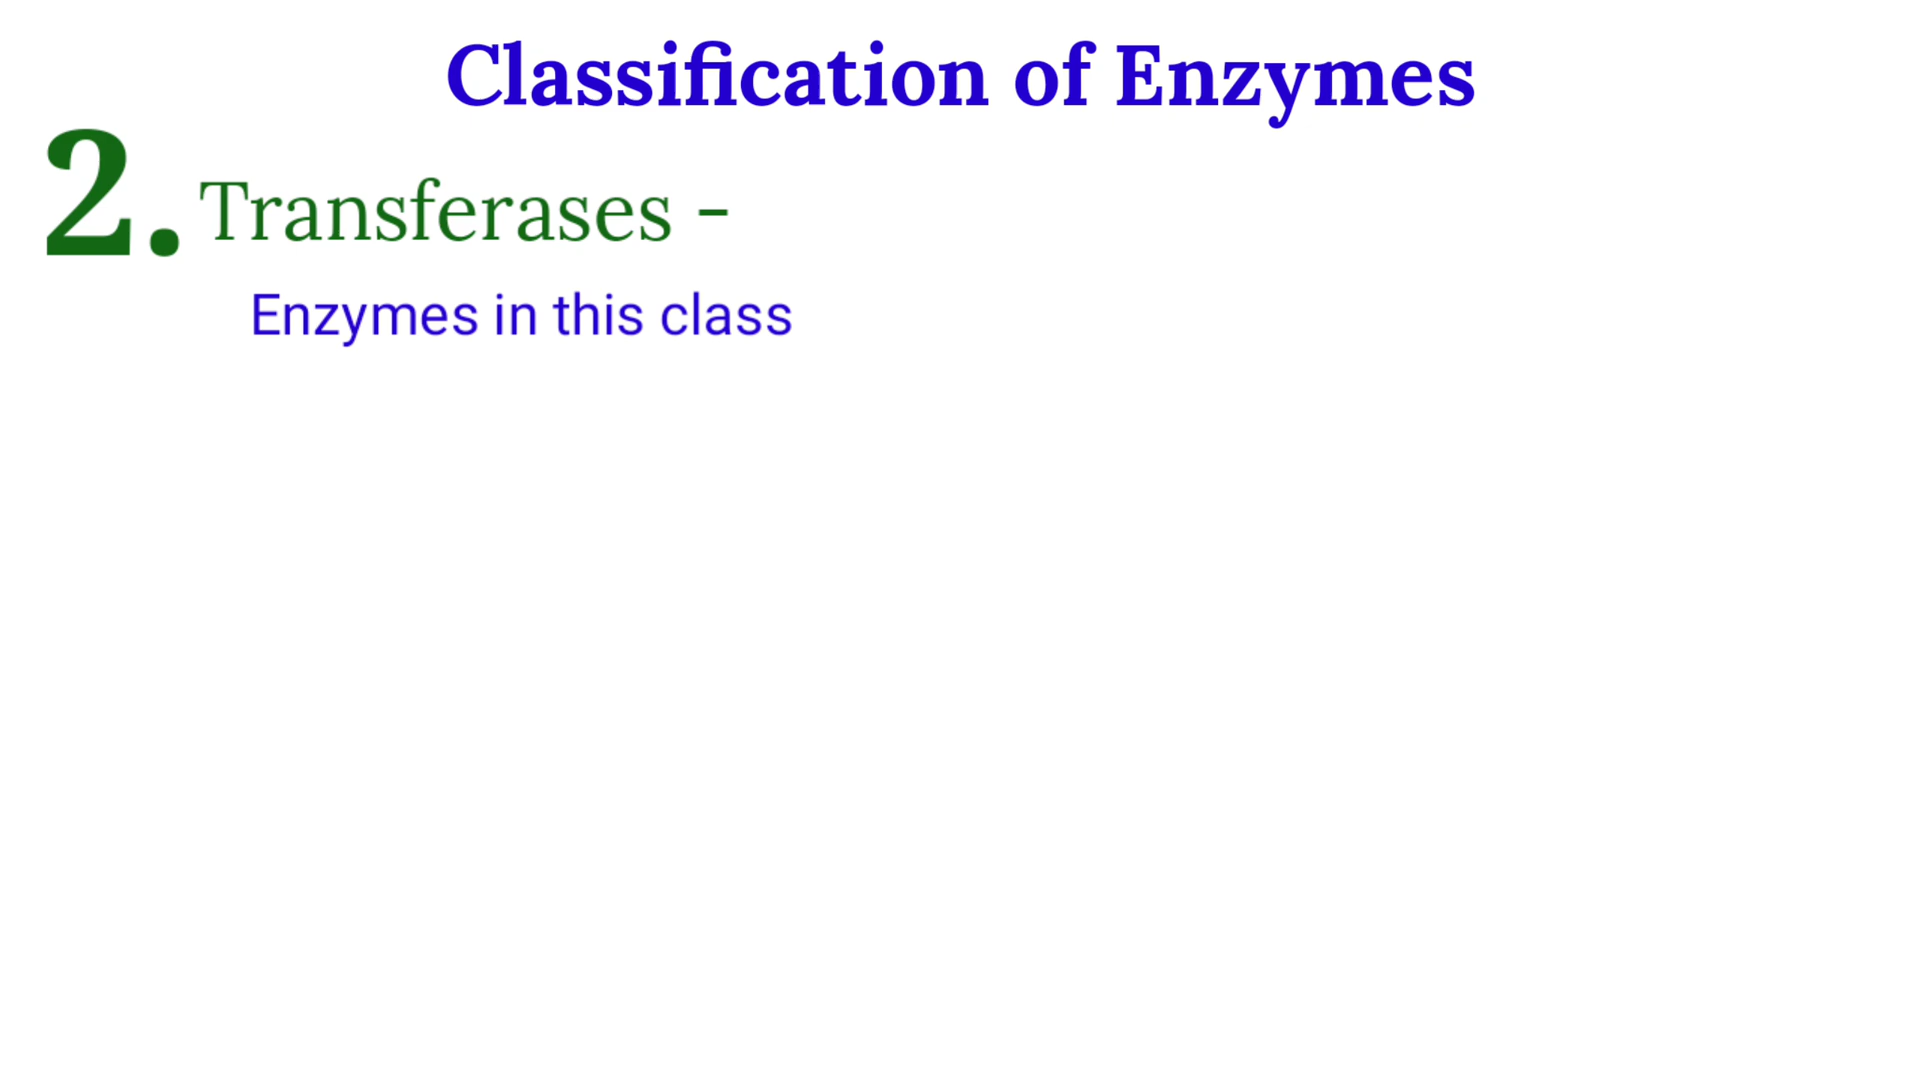 Classification of Enzymes
2. Transferases -
Enzymes in this class